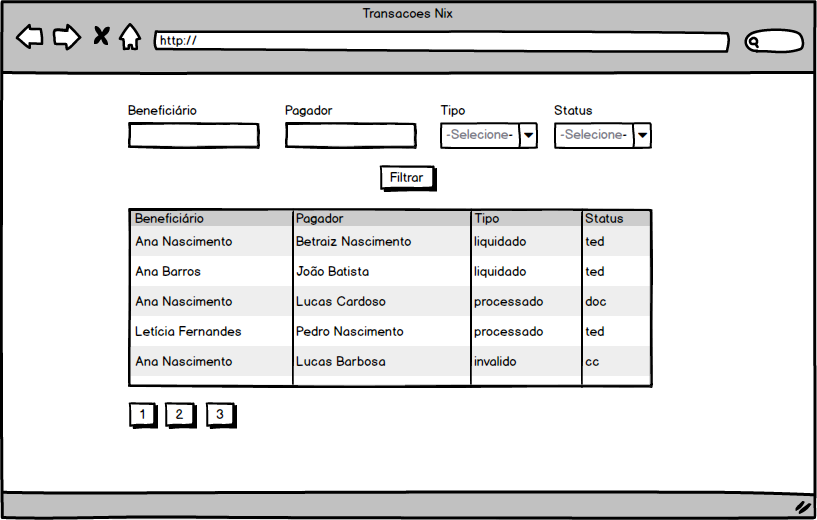 Transacoes Nix
http://
Beneficiário Pagador Tipo Status
-Selecione- -Selecione-
Filtrar
Beneficiário Pagador Tipo Status
Ana Nascimento Betraiz Nascimento liquidado ted
Ana Barros João Batista liquidado ted
Ana Nascimento Lucas Cardoso processado doc
Letícia Fernandes Pedro Nascimento processado ted
Ana Nascimento Lucas Barbosa invalido cc
1 2 3